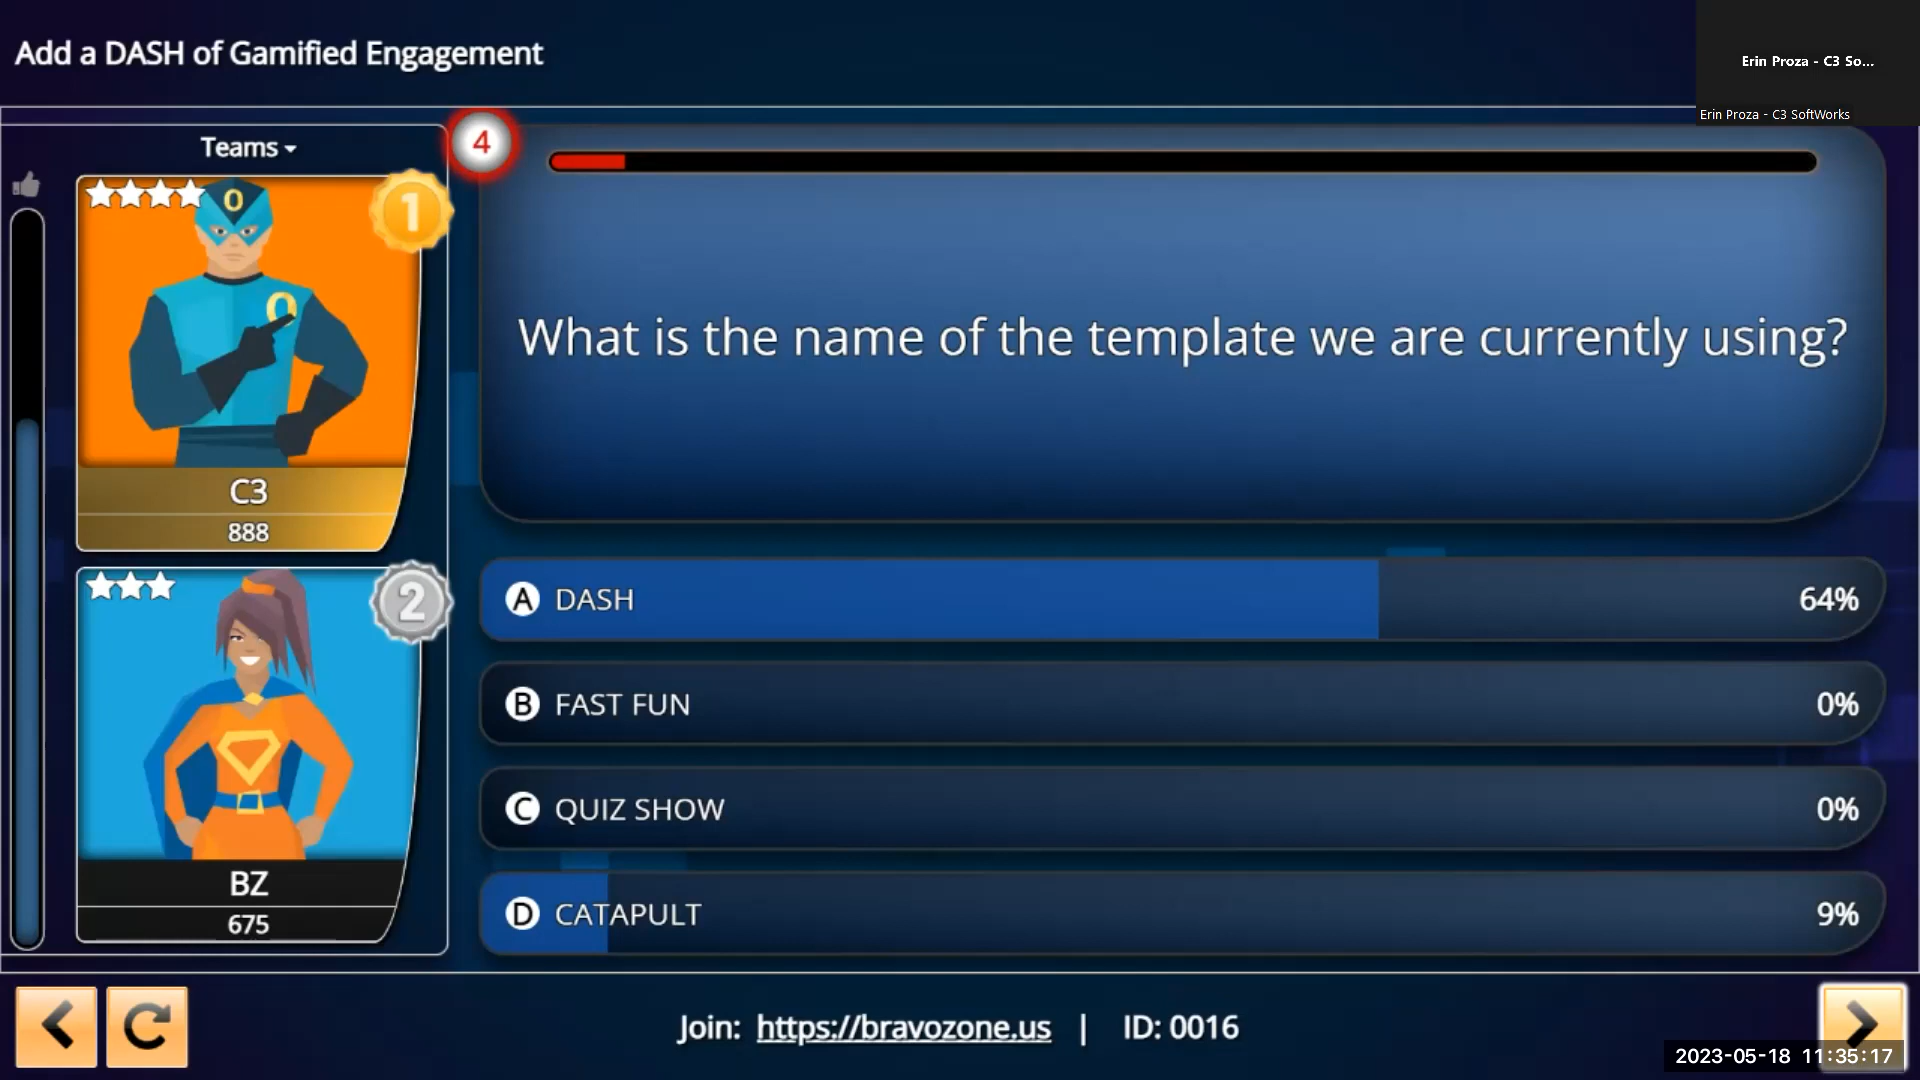 Add a DASH of Gamified Engagement
Erin Proza - C3 So...
Erin Proza - C3 SoftWorks
Teams
4
1
0
0
C3
888
What is the name of the template we are currently using?
2
BZ
675
A DASH 64%
B FAST FUN 0%
C QUIZ SHOW 0%
D CATAPULT 9%
Join: https://bravozone.us | ID: 0016
2023-05-18 11:35:17